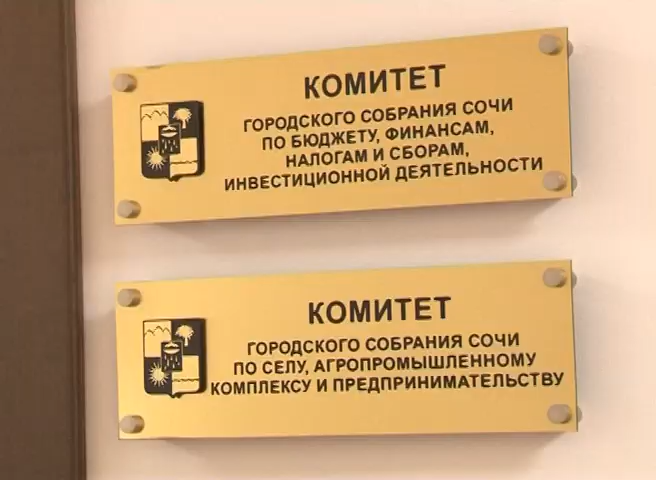 КОМИТЕТ
ГОРОДСКОГО СОБРАНИЯ СОЧИ
ПО БЮДЖЕТУ, ФИНАНСАМ,
НАЛОГАМ И СБОРАМ,
ИНВЕСТИЦИОННОЙ ДЕЯТЕЛЬНОСТИ
КОМИТЕТ
ГОРОДСКОГО СОБРАНИЯ СОЧИ
ПО СЕЛУ, АГРОПРОМЫШЛЕННОМУ
КОМПЛЕКСУ И ПРЕДПРИНИМАТЕЛЬСТВУ